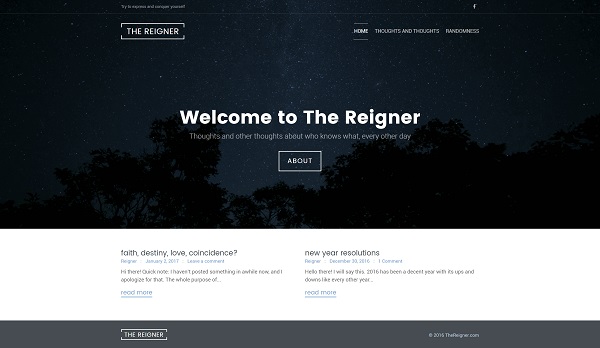 Try to express and conquer yourself
THE REIGNER
HOME THOUGHTS AND THOUGHTS RANDOMNESS
Welcome to The Reigner
Thoughts and other thoughts about who knows what, every other day
ABOUT
faith, destiny, love, coincidence?
Reigner January 2, 2017 Leave a comment
Hi there! Quick note: I haven't posted something in awhile now, and I
apologize for that. The whole purpose of...
read more
new year resolutions
Reigner December 30, 2016 1 Comment
Hello there! I will say this. 2016 has been a decent year with its ups and
downs like every other year...
read more
THE REIGNER
© 2016 TheReigner.com